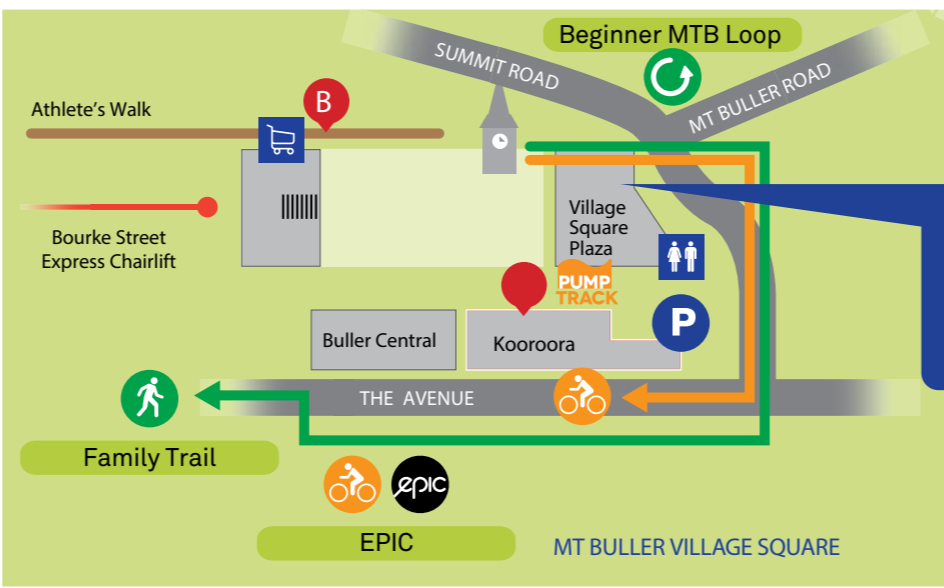 Beginner MTB Loop
SUMMIT ROAD
MT BULLER ROAD
Athlete's Walk
B
Bourke Street
Express Chairlift
Village
Square
Plaza
PUMP
TRACK
P
Buller Central
Kooroora
THE AVENUE
Family Trail
epic
EPIC
MT BULLER VILLAGE SQUARE